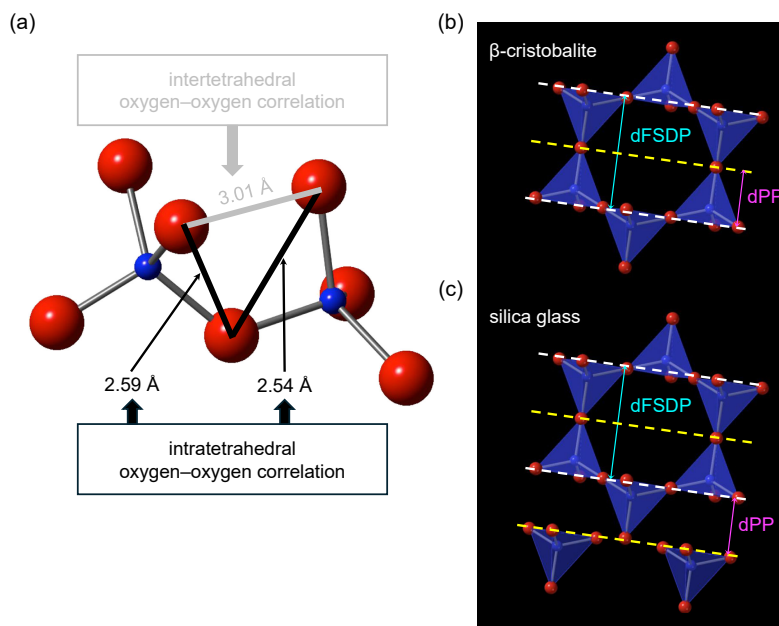 (a)
intertetrahedral
oxygen–oxygen correlation
3.01 Å
2.59 Å
2.54 Å
intratetrahedral
oxygen–oxygen correlation
(b)
β-cristobalite
dFSDP
dPP
(c)
silica glass
dFSDP
dPP